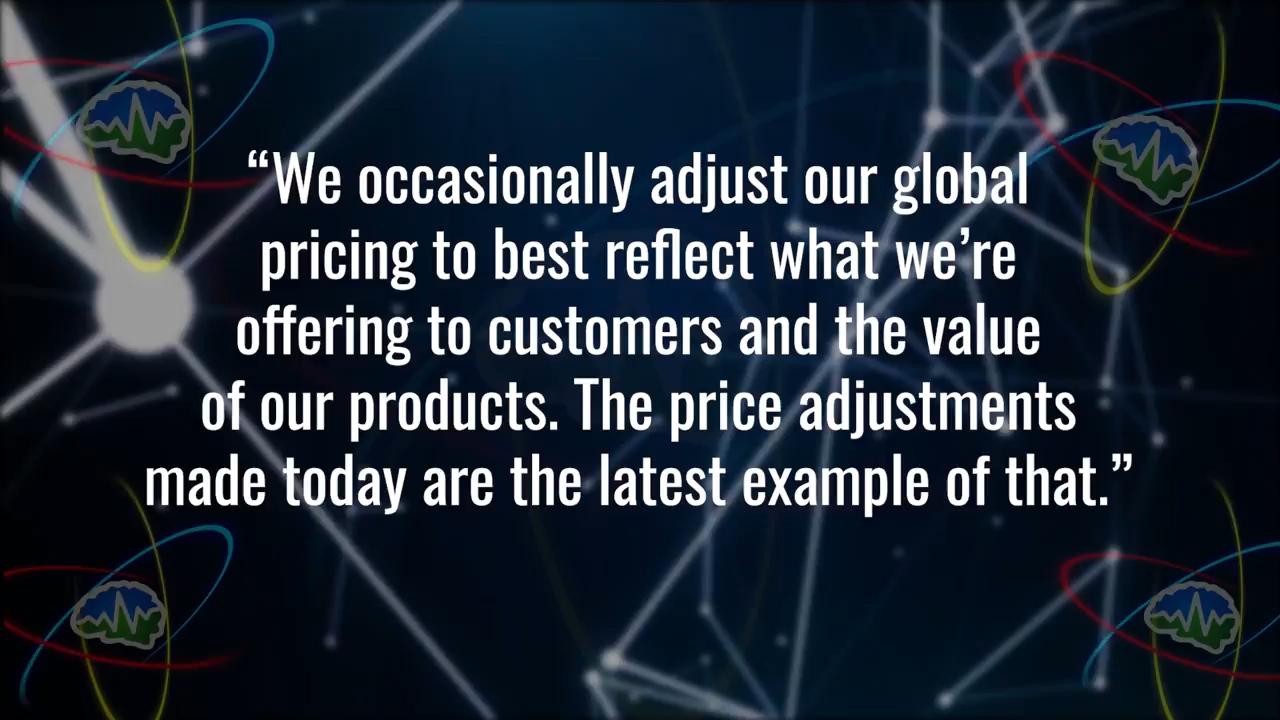 “We occasionally adjust our global
pricing to best reflect what we’re
offering to customers and the value
of our products. The price adjustments
made today are the latest example of that.”